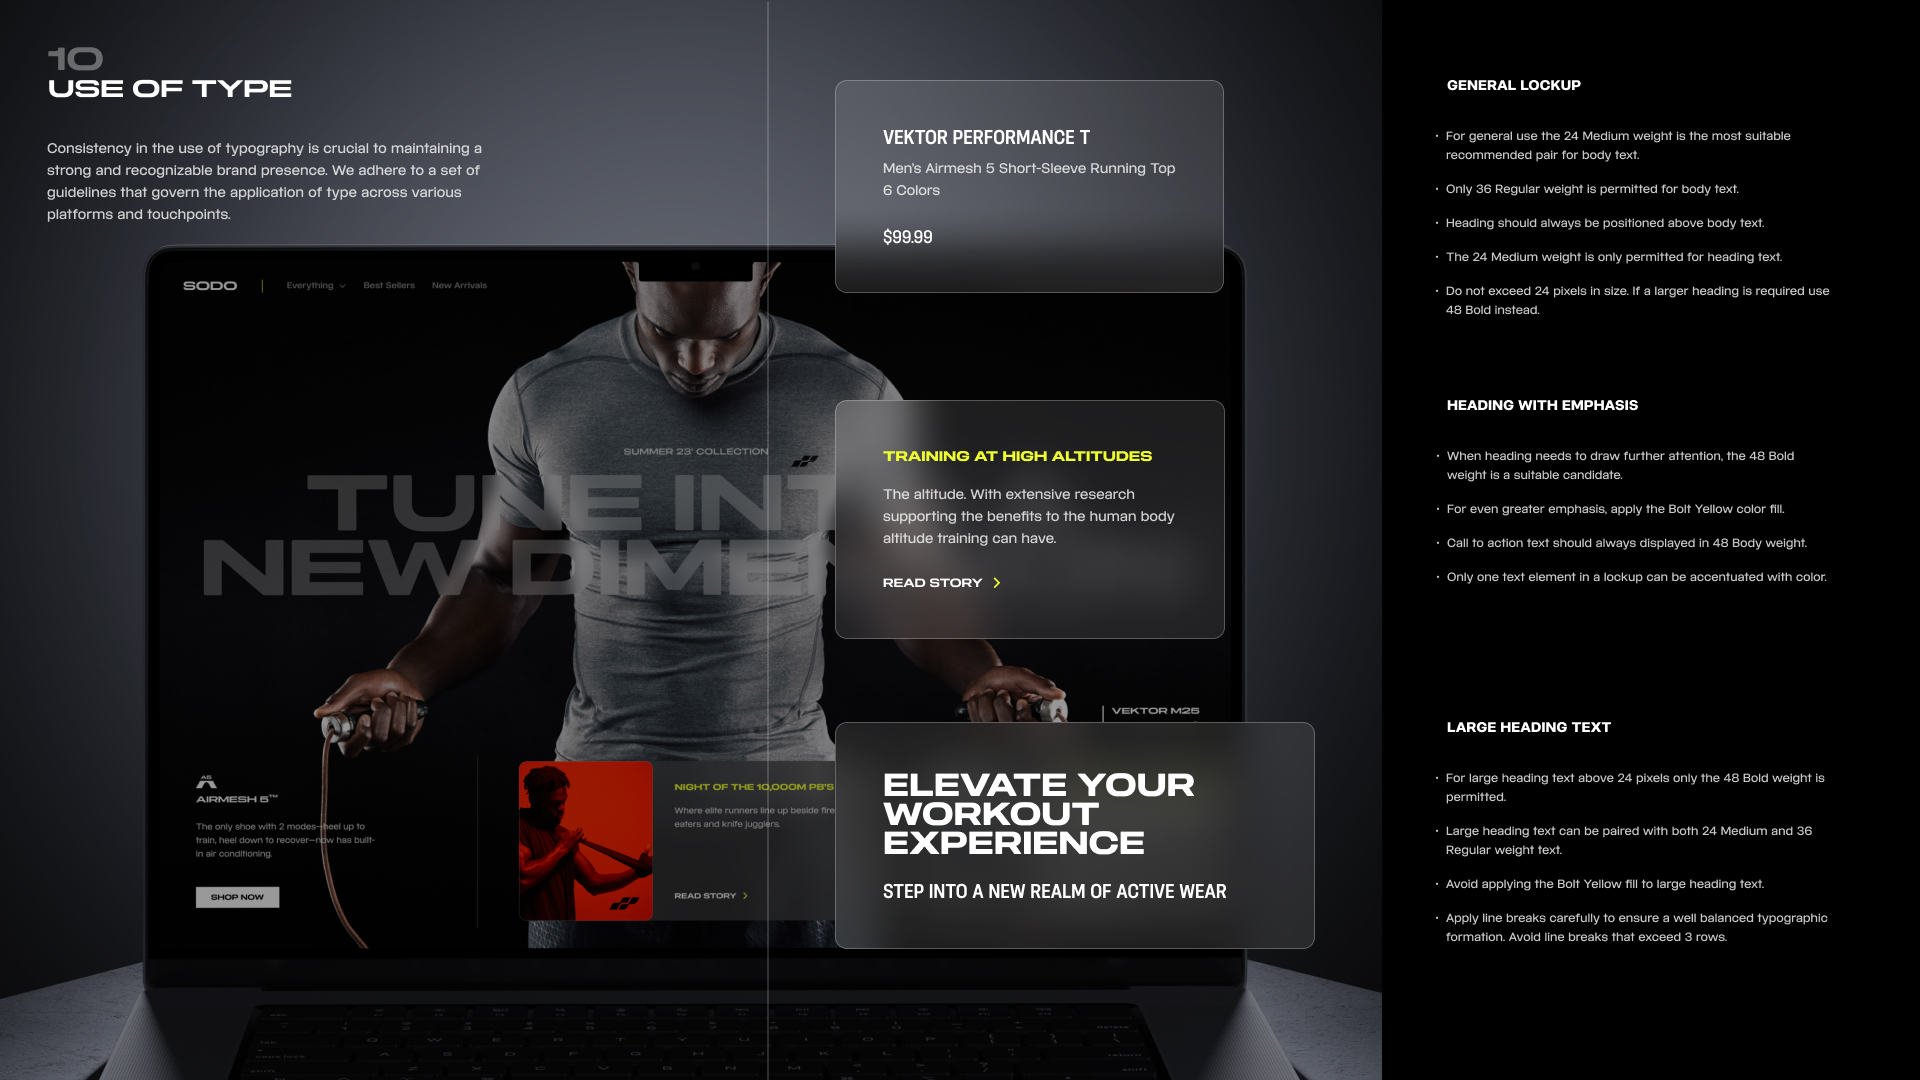 10
USE OF TYPE
Consistency in the use of typography is crucial to maintaining a
strong and recognizable brand presence. We adhere to a set of
guidelines that govern the application of type across various
platforms and touchpoints.
SODO
Everything
Best Sellers
New Arrivals
SUMMER 23' COLLECTION
TUNE INT
NEW DIMEN
VEKTOR M25
A5
AIRMESH 5™
The only shoe with 2 modes—heel up to
train, heel down to recover—now has built-
in air conditioning.
SHOP NOW
NIGHT OF THE 10,000M PB'S
Where elite runners line up beside fire
eaters and knife jugglers.
READ STORY
VEKTOR PERFORMANCE T
Men's Airmesh 5 Short-Sleeve Running Top
6 Colors
$99.99
TRAINING AT HIGH ALTITUDES
The altitude. With extensive research
supporting the benefits to the human body
altitude training can have.
READ STORY
ELEVATE YOUR
WORKOUT
EXPERIENCE
STEP INTO A NEW REALM OF ACTIVE WEAR
GENERAL LOCKUP
· For general use the 24 Medium weight is the most suitable
recommended pair for body text.
· Only 36 Regular weight is permitted for body text.
· Heading should always be positioned above body text.
· The 24 Medium weight is only permitted for heading text.
· Do not exceed 24 pixels in size. If a larger heading is required use
48 Bold instead.
HEADING WITH EMPHASIS
· When heading needs to draw further attention, the 48 Bold
weight is a suitable candidate.
· For even greater emphasis, apply the Bolt Yellow color fill.
· Call to action text should always displayed in 48 Body weight.
· Only one text element in a lockup can be accentuated with color.
LARGE HEADING TEXT
· For large heading text above 24 pixels only the 48 Bold weight is
permitted.
· Large heading text can be paired with both 24 Medium and 36
Regular weight text.
· Avoid applying the Bolt Yellow fill to large heading text.
· Apply line breaks carefully to ensure a well balanced typographic
formation. Avoid line breaks that exceed 3 rows.